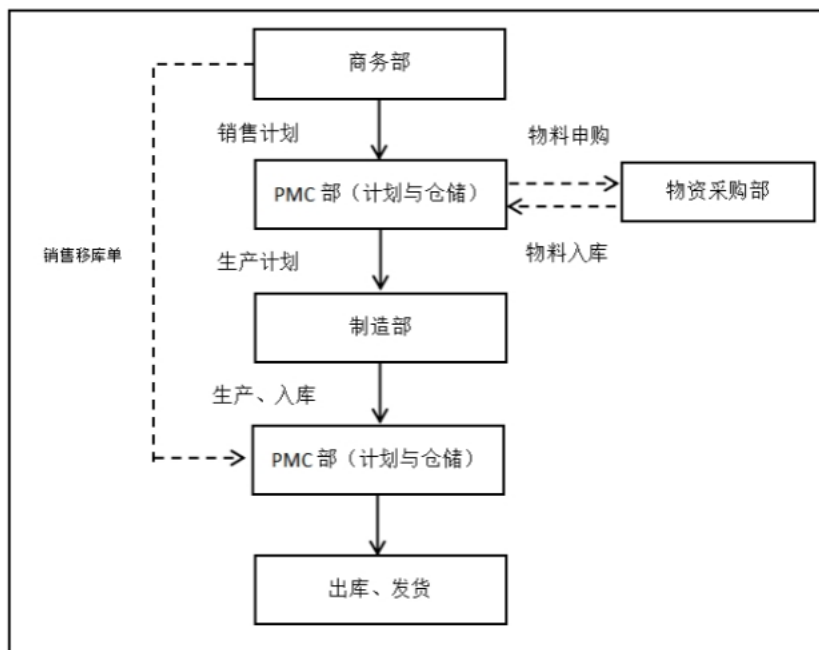 商务部
销售计划
物料申购
PMC 部（计划与仓储）
物资采购部
销售移库单
生产计划
物料入库
制造部
生产、入库
PMC 部（计划与仓储）
出库、发货